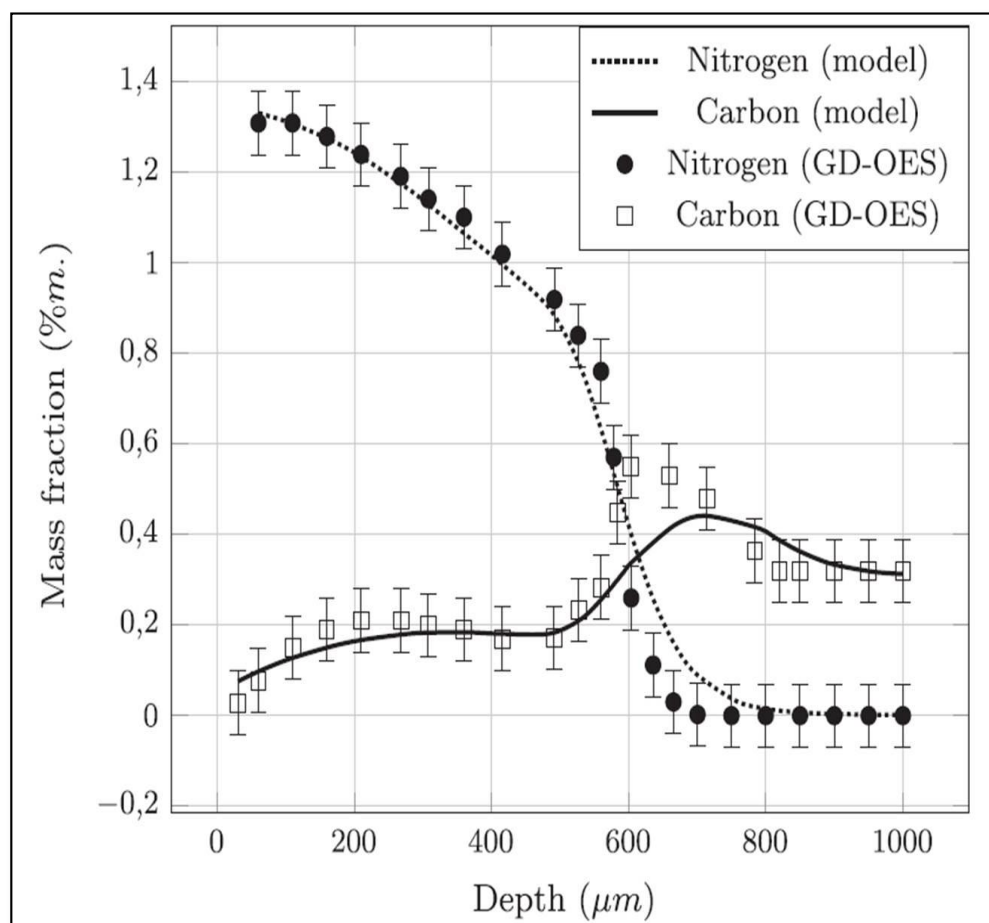 Nitrogen (model)
Carbon (model)
Nitrogen (GD-OES)
Carbon (GD-OES)
1,4
1,2
1
0,8
0,6
0,4
0,2
0
−0,2
Mass fraction (%m.)
0 200 400 600 800 1000
Depth (μm)